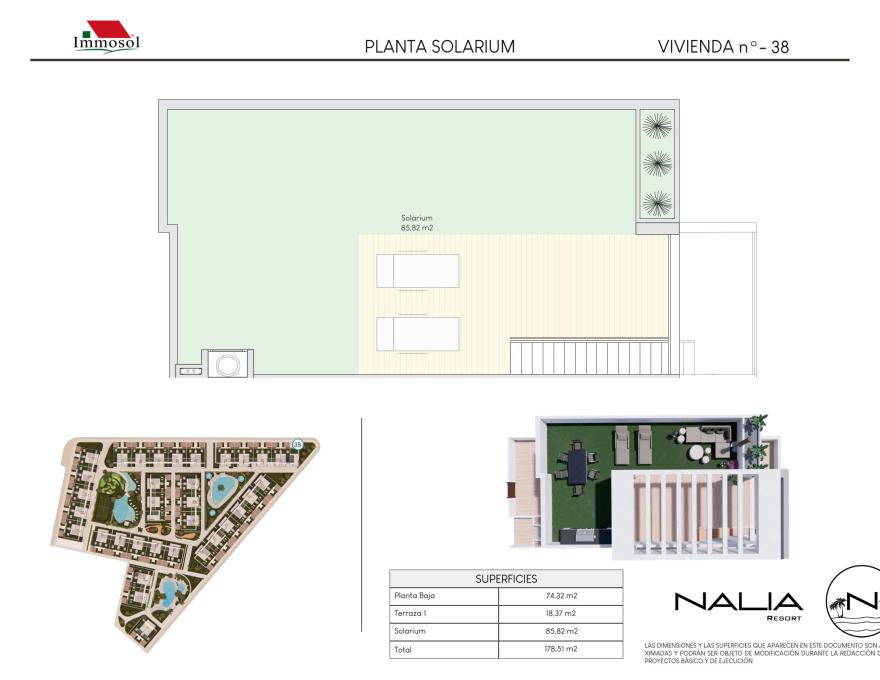 Immosol
PLANTA SOLARIUM
VIVIENDA nº- 38
Solarium
85,82 m2
38
SUPERFICIES
Planta Baja 74,32 m2
Terraza 1 18,37 m2
Solarium 85,82 m2
Total 178,51 m2
NALIA
RESORT
N
LAS DIMENSIONES Y LAS SUPERFICIES QUE APARECEN EN ESTE DOCUMENTO SON
XIMADAS Y PODRÁN SER OBJETO DE MODIFICACIÓN DURANTE LA REDACCIÓN
PROYECTOS BÁSICO Y DE EJECUCIÓN